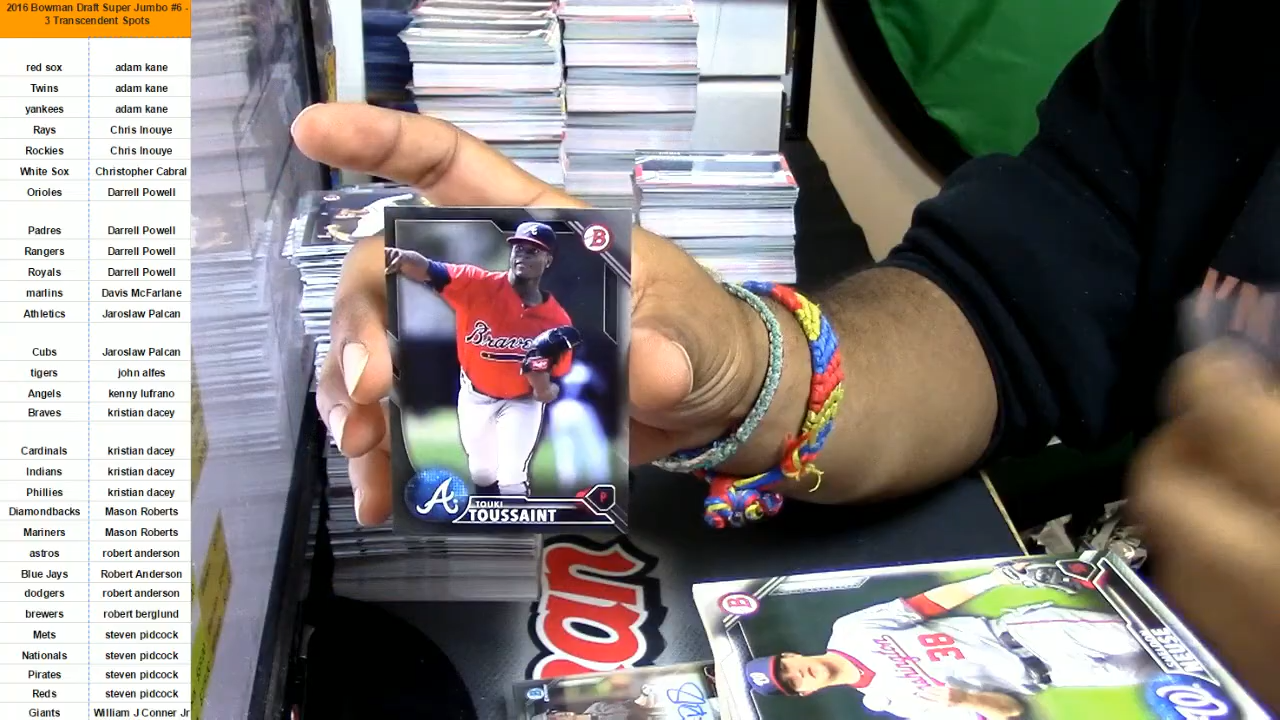 2016 Bowman Draft Super Jumbo #6 -
3 Transcendent Spots
red sox adam kane
Twins adam kane
yankees adam kane
Rays Chris Inouye
Rockies Chris Inouye
White Sox Christopher Cabral
Orioles Darrell Powell
Padres Darrell Powell
Rangers Darrell Powell
Royals Darrell Powell
marlins Davis McFarlane
Athletics Jaroslaw Palcan
Cubs Jaroslaw Palcan
tigers john alfes
Angels kenny lufrano
Braves kristian dacey
Cardinals kristian dacey
Indians kristian dacey
Phillies kristian dacey
Diamondbacks Mason Roberts
Mariners Mason Roberts
astros robert anderson
Blue Jays Robert Anderson
dodgers robert anderson
brewers robert berglund
Mets steven pidcock
Nationals steven pidcock
Pirates steven pidcock
Reds steven pidcock
Giants William J Conner Jr
B
A
Braves
A
TOUKI
TOUSSAINT
P
B
Washington
38
W